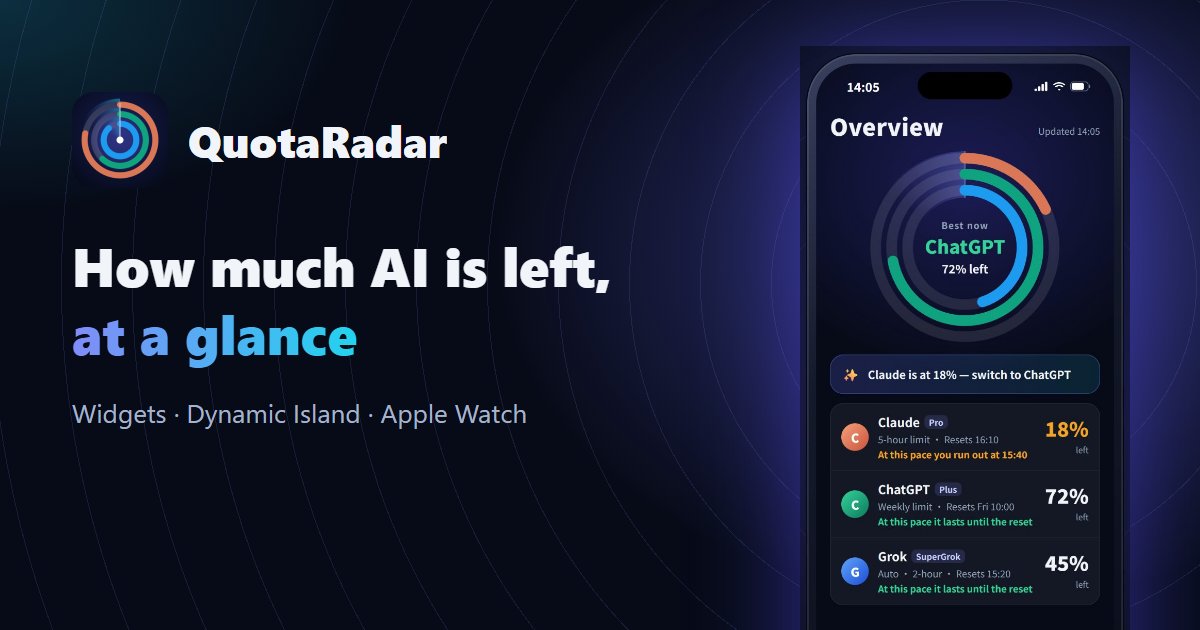 QuotaRadar
How much AI is left,
at a glance
Widgets · Dynamic Island · Apple Watch
14:05
Overview
Updated 14:05
Best now
ChatGPT
72% left
Claude is at 18% — switch to ChatGPT
C
Claude Pro
5-hour limit • Resets 16:10
At this pace you run out at 15:40
18%
left
C
ChatGPT Plus
Weekly limit • Resets Fri 10:00
At this pace it lasts until the reset
72%
left
G
Grok SuperGrok
Auto • 2-hour • Resets 15:20
At this pace it lasts until the reset
45%
left